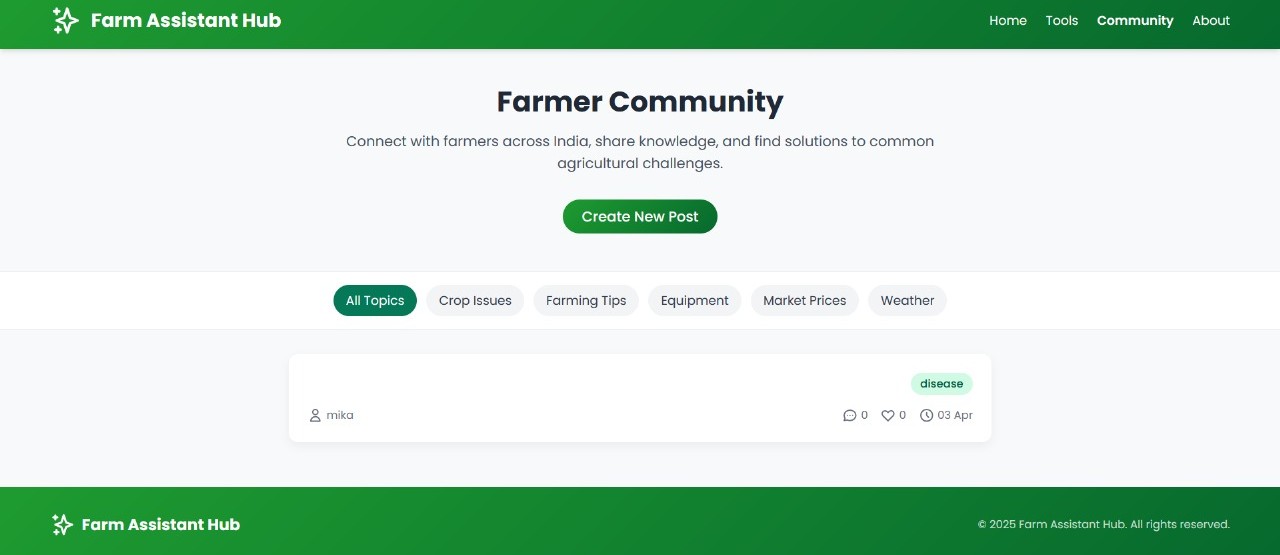 Farm Assistant Hub
Home Tools Community About
Farmer Community
Connect with farmers across India, share knowledge, and find solutions to common
agricultural challenges.
Create New Post
All Topics Crop Issues Farming Tips Equipment Market Prices Weather
disease
mika 0 0 03 Apr
Farm Assistant Hub
© 2025 Farm Assistant Hub. All rights reserved.